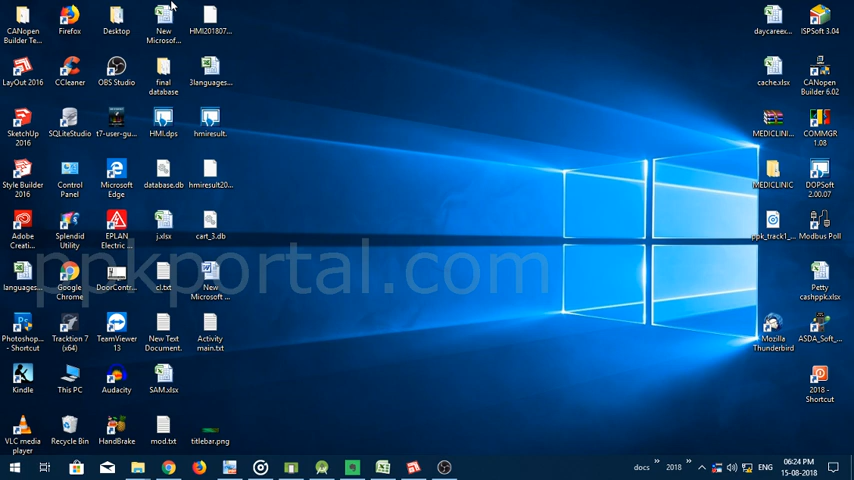 CANopen
Builder Te...
Firefox
Desktop
New
Microsof...
HMI201807...
daycareex...
ISPSoft 3.04
LayOut 2016
CCleaner
OBS Studio
final
database
3languages...
cache.xlsx
CANopen
Builder 6.02
SketchUp
2016
SQLiteStudio
t7-user-gu...
HMI.dps
hmiresult.
MEDICLINI...
COMMGR
1.08
Style Builder
2016
Control
Panel
Microsoft
Edge
database.db
hmiresult20...
MEDICLINIC
DOPSoft
2.00.07
Adobe
Creati...
Splendid
Utility
EPLAN
Electric ...
j.xlsx
cart_3.db
ppk_track1_...
Modbus Poll
ppkportal.com
languages...
Google
Chrome
DoorContr...
cl.txt
New
Microsoft ...
Petty
cashppk.xlsx
Photoshop...
- Shortcut
Tracktion 7
(x64)
TeamViewer
13
New Text
Document.
Activity
main.txt
Mozilla
Thunderbird
ASDA_Soft_...
Kindle
This PC
Audacity
SAM.xlsx
2018 -
Shortcut
VLC media
player
Recycle Bin
HandBrake
mod.txt
titlebar.png
docs
2018
ENG
06:24 PM
15-08-2018